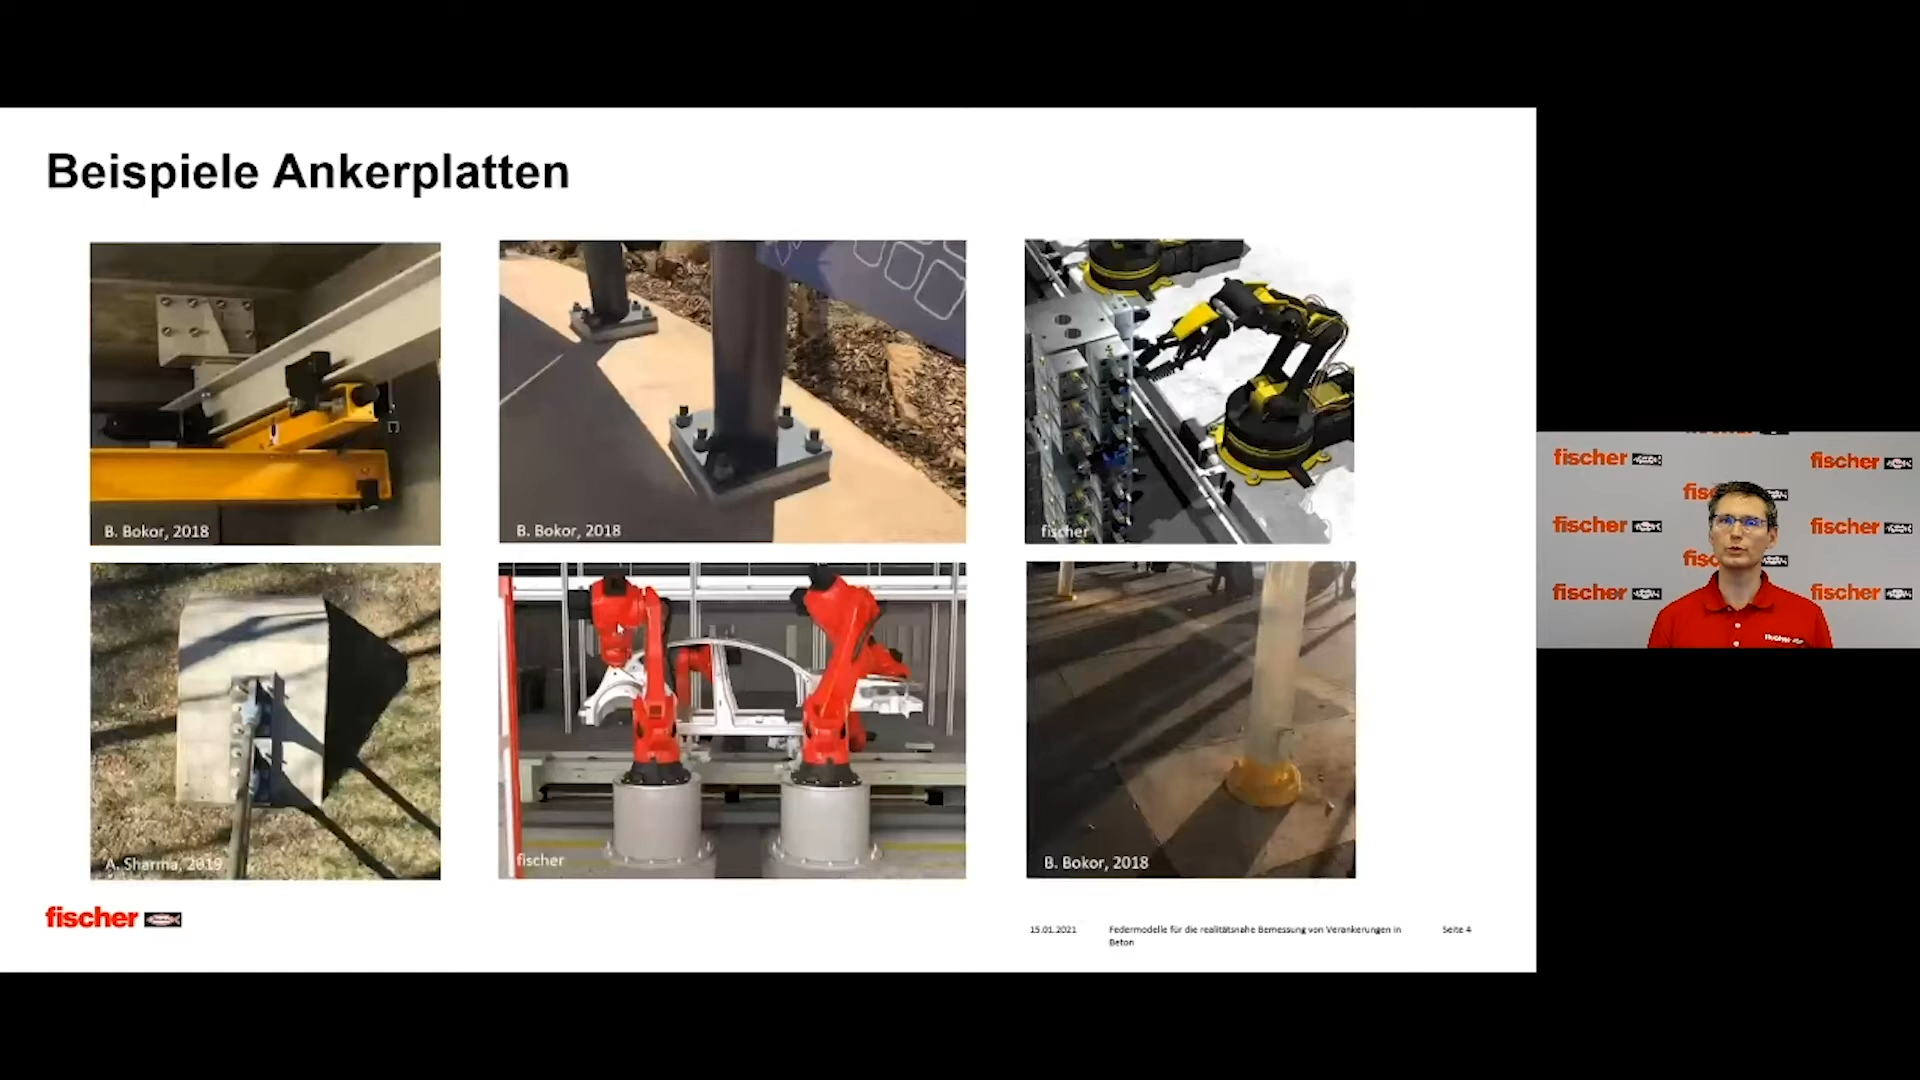 Beispiele Ankerplatten
B. Bokor, 2018
B. Bokor, 2018
fischer
A. Sharma, 2019
fischer
B. Bokor, 2018
fischer
15.01.2021
Federmodelle für die realitätsnahe Bemessung von Verankerungen in
Beton
Seite 4
fischer
fischer
fischer
fischer
fischer
fischer